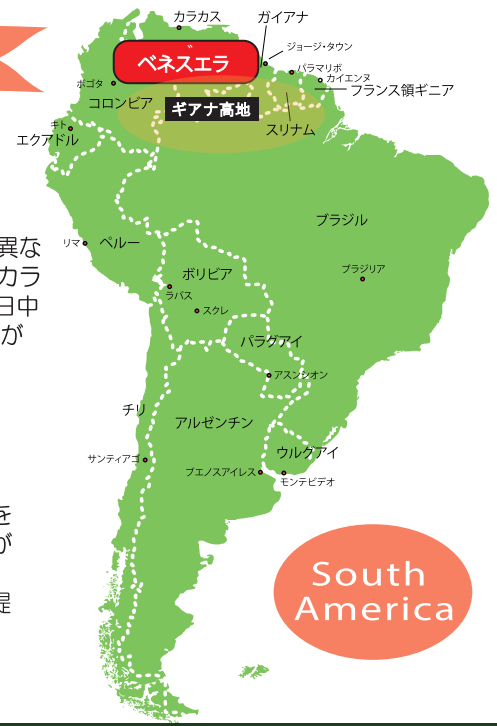 カラカス
ガイアナ
ジョージ・タウン
ベネズエラ
パラマリボ
カイエンヌ
フランス領ギニア
ボゴタ
コロンビア
ギアナ高地
スリナム
キト
エクアドル
ブラジル
リマ
ペルー
ボリビア
ブラジリア
ラパス
スクレ
パラグアイ
アスンシオン
チリ
アルゼンチン
サンティアゴ
ウルグアイ
ブエノスアイレス
モンテビデオ
異な
カラ
日中
が
を
が
South
America